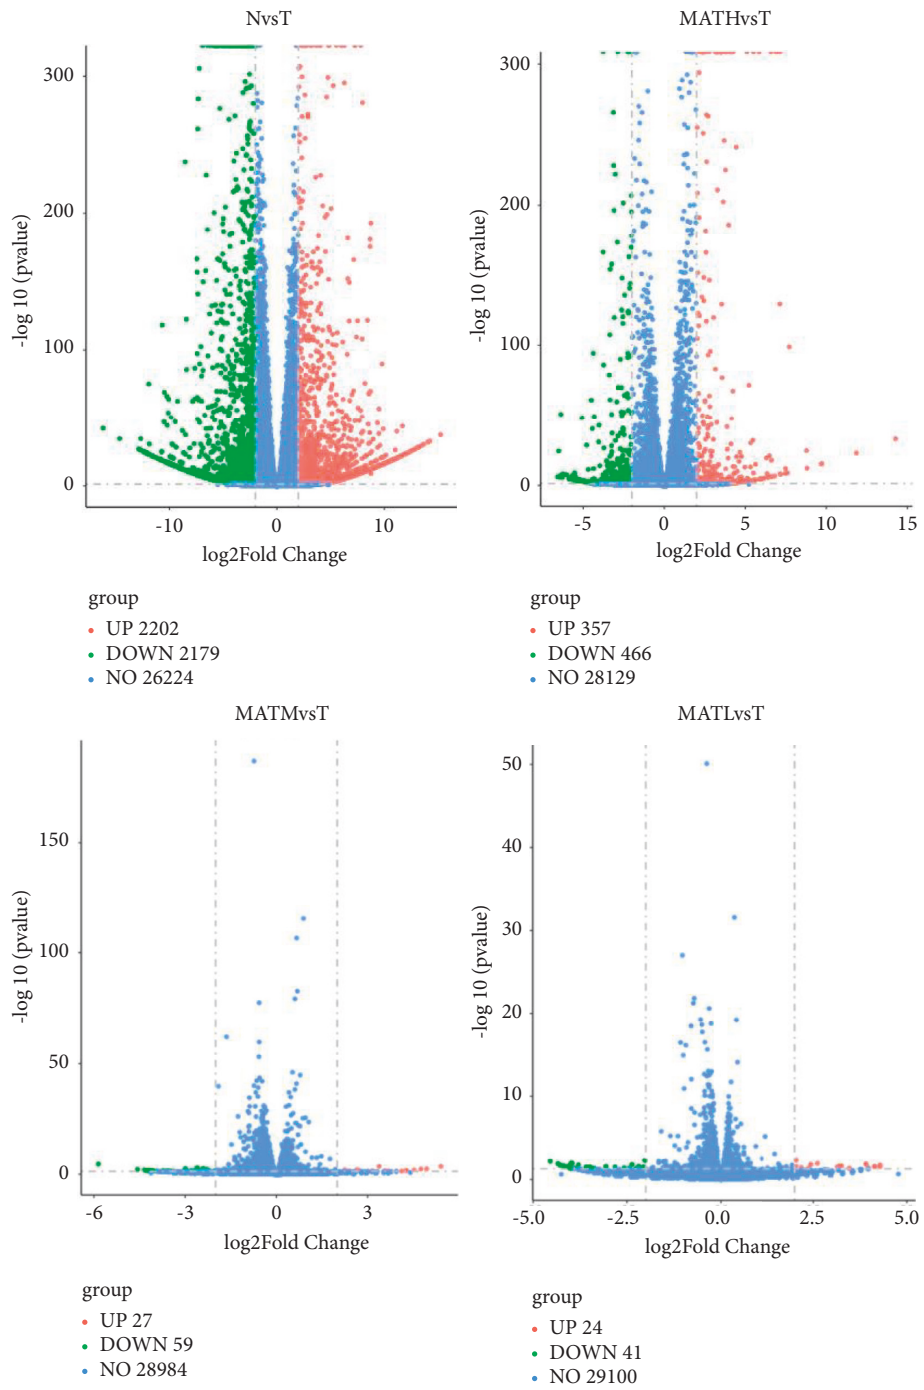 NvsT
300
200
100
0
-log 10 (pvalue)
-10
0
10
log2Fold Change
group
UP 2202
DOWN 2179
NO 26224
MATHvsT
300
200
100
0
-log 10 (pvalue)
-5
0
5
10
15
log2Fold Change
group
UP 357
DOWN 466
NO 28129
MATMvsT
150
100
50
0
-log 10 (pvalue)
-6
-3
0
3
log2Fold Change
group
UP 27
DOWN 59
NO 28984
MATLvsT
50
40
30
20
10
0
-log 10 (pvalue)
-5.0
-2.5
0.0
2.5
5.0
log2Fold Change
group
UP 24
DOWN 41
NO 29100